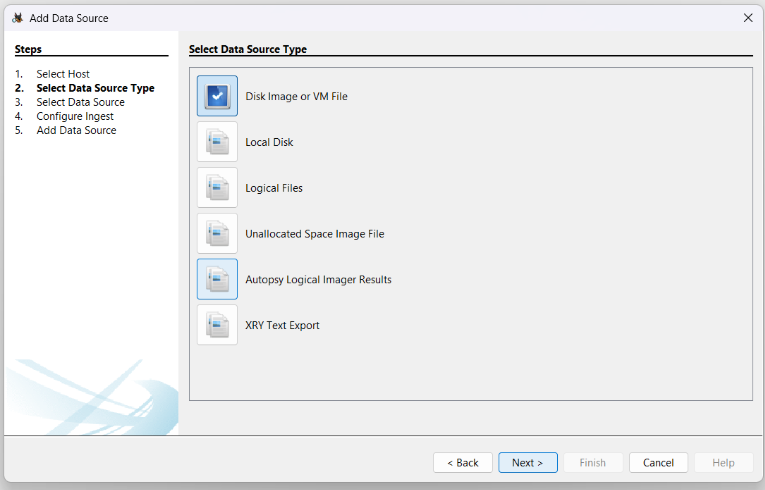 Add Data Source
Steps
1. Select Host
2. Select Data Source Type
3. Select Data Source
4. Configure Ingest
5. Add Data Source
Select Data Source Type
Disk Image or VM File
Local Disk
Logical Files
Unallocated Space Image File
Autopsy Logical Imager Results
XRY Text Export
< Back Next > Finish Cancel Help